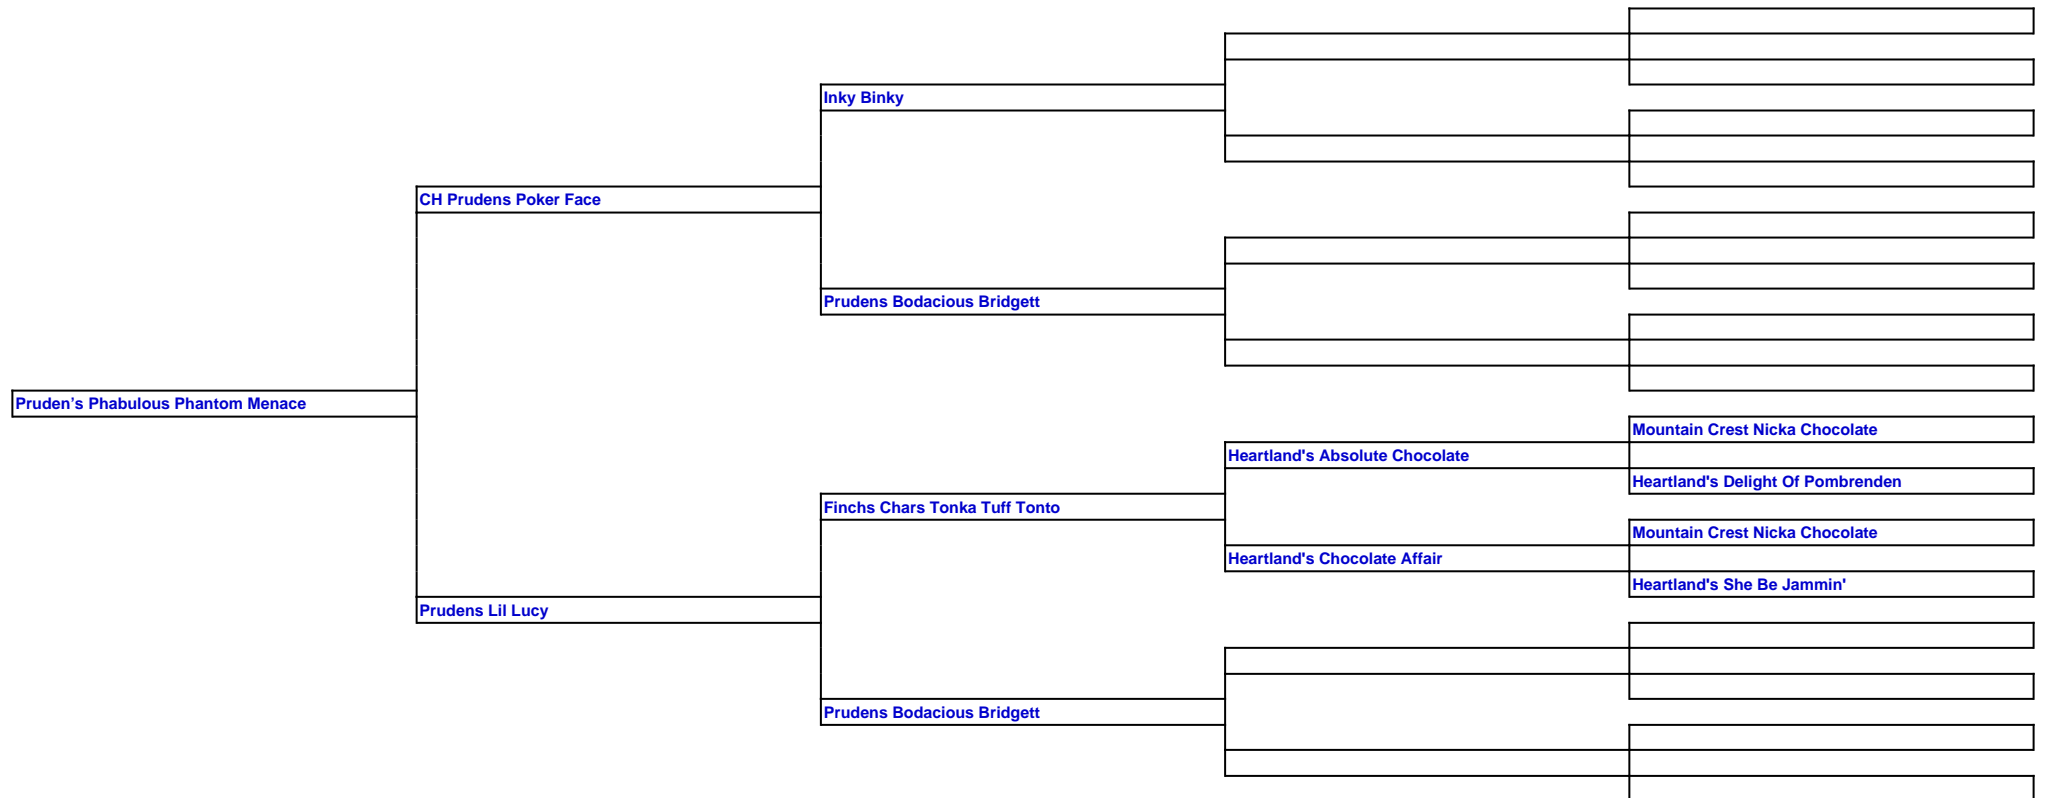 Inky Binky
CH Prudens Poker Face
Prudens Bodacious Bridgett
Pruden’s Phabulous Phantom Menace
Mountain Crest Nicka Chocolate
Heartland's Absolute Chocolate
Heartland's Delight Of Pombrenden
Finchs Chars Tonka Tuff Tonto
Mountain Crest Nicka Chocolate
Heartland's Chocolate Affair
Heartland's She Be Jammin'
Prudens Lil Lucy
Prudens Bodacious Bridgett